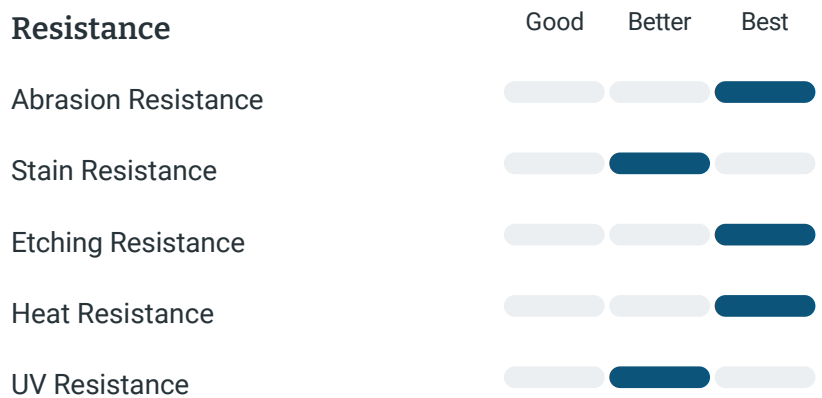 Resistance Good Better Best
Abrasion Resistance
Stain Resistance
Etching Resistance
Heat Resistance
UV Resistance